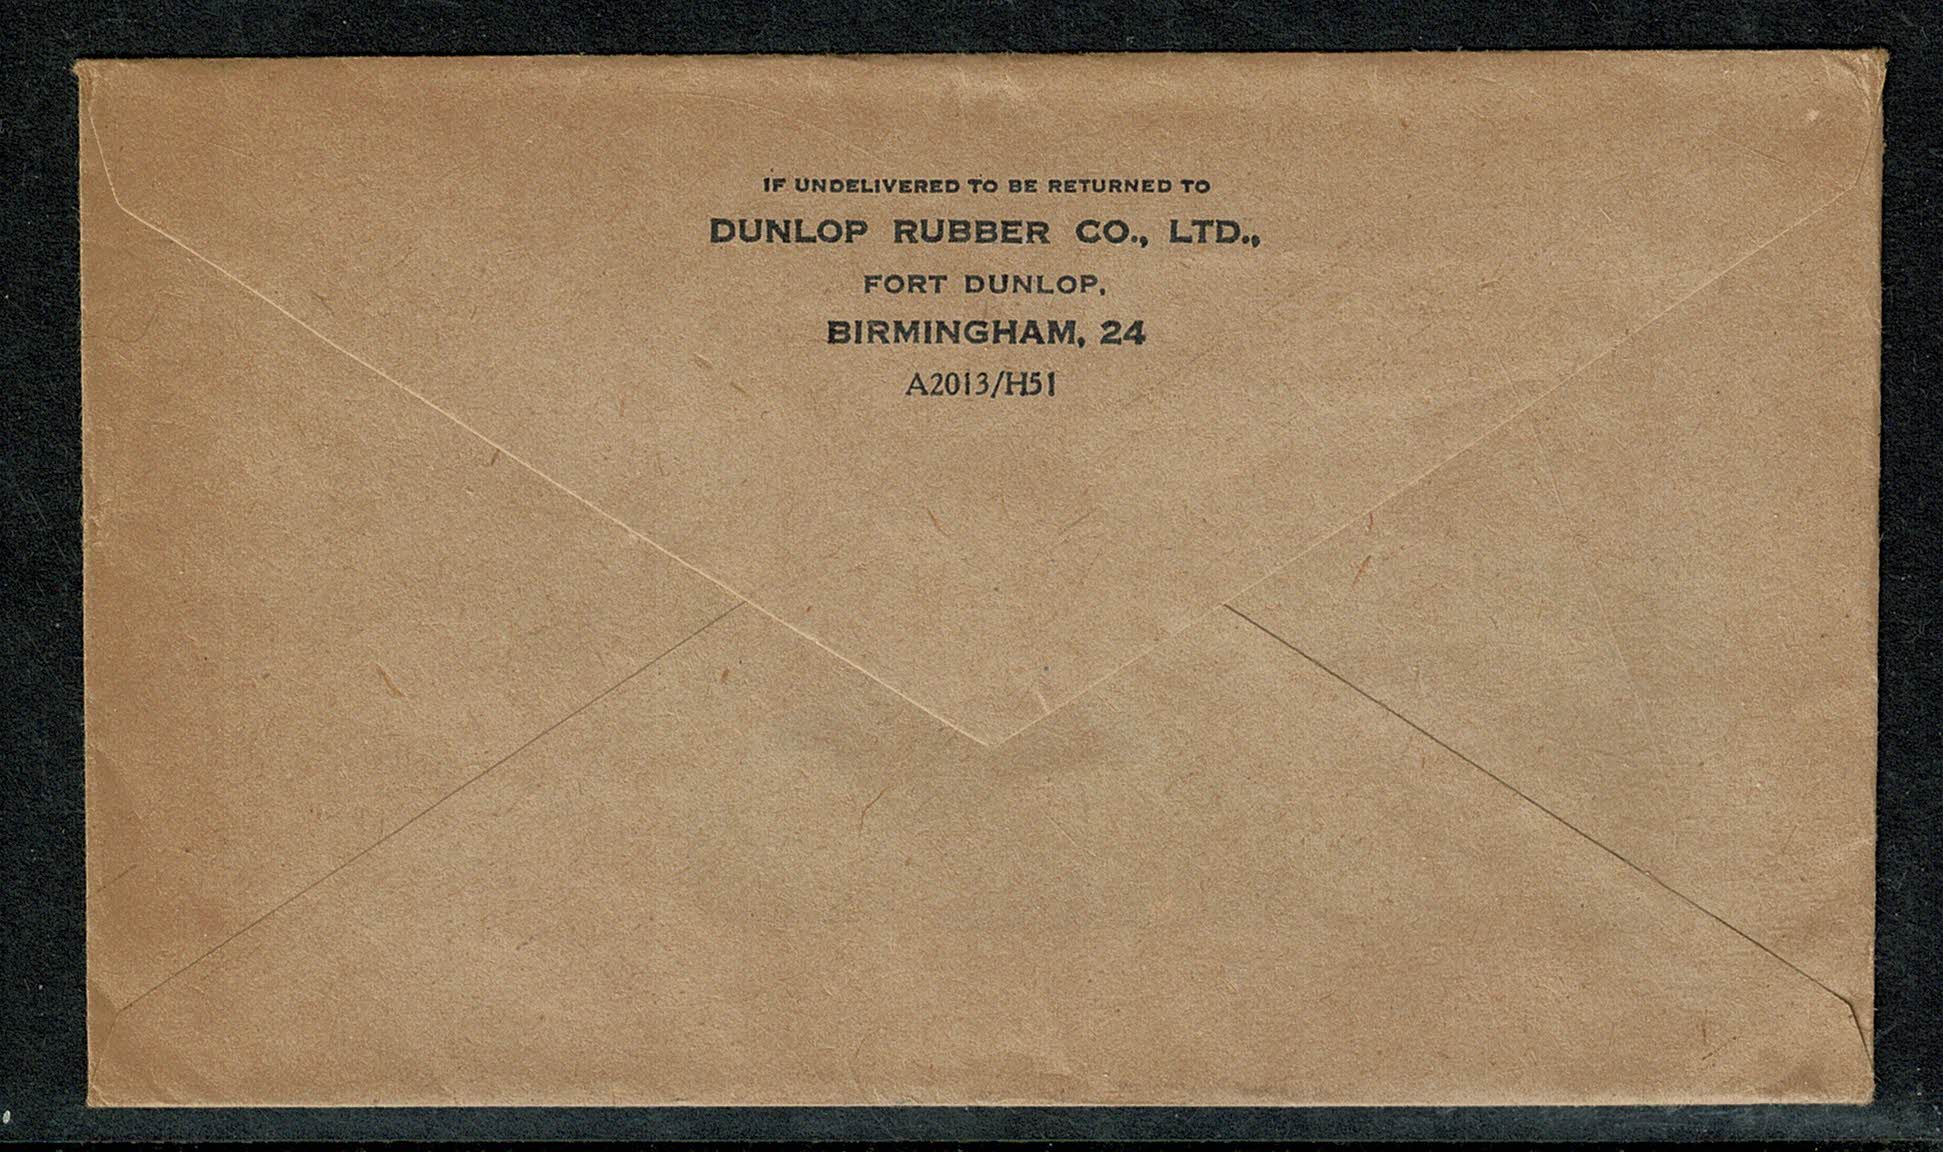 IF UNDELIVERED TO BE RETURNED TO
DUNLOP RUBBER CO., LTD.,
FORT DUNLOP,
BIRMINGHAM, 24
A2013/H51